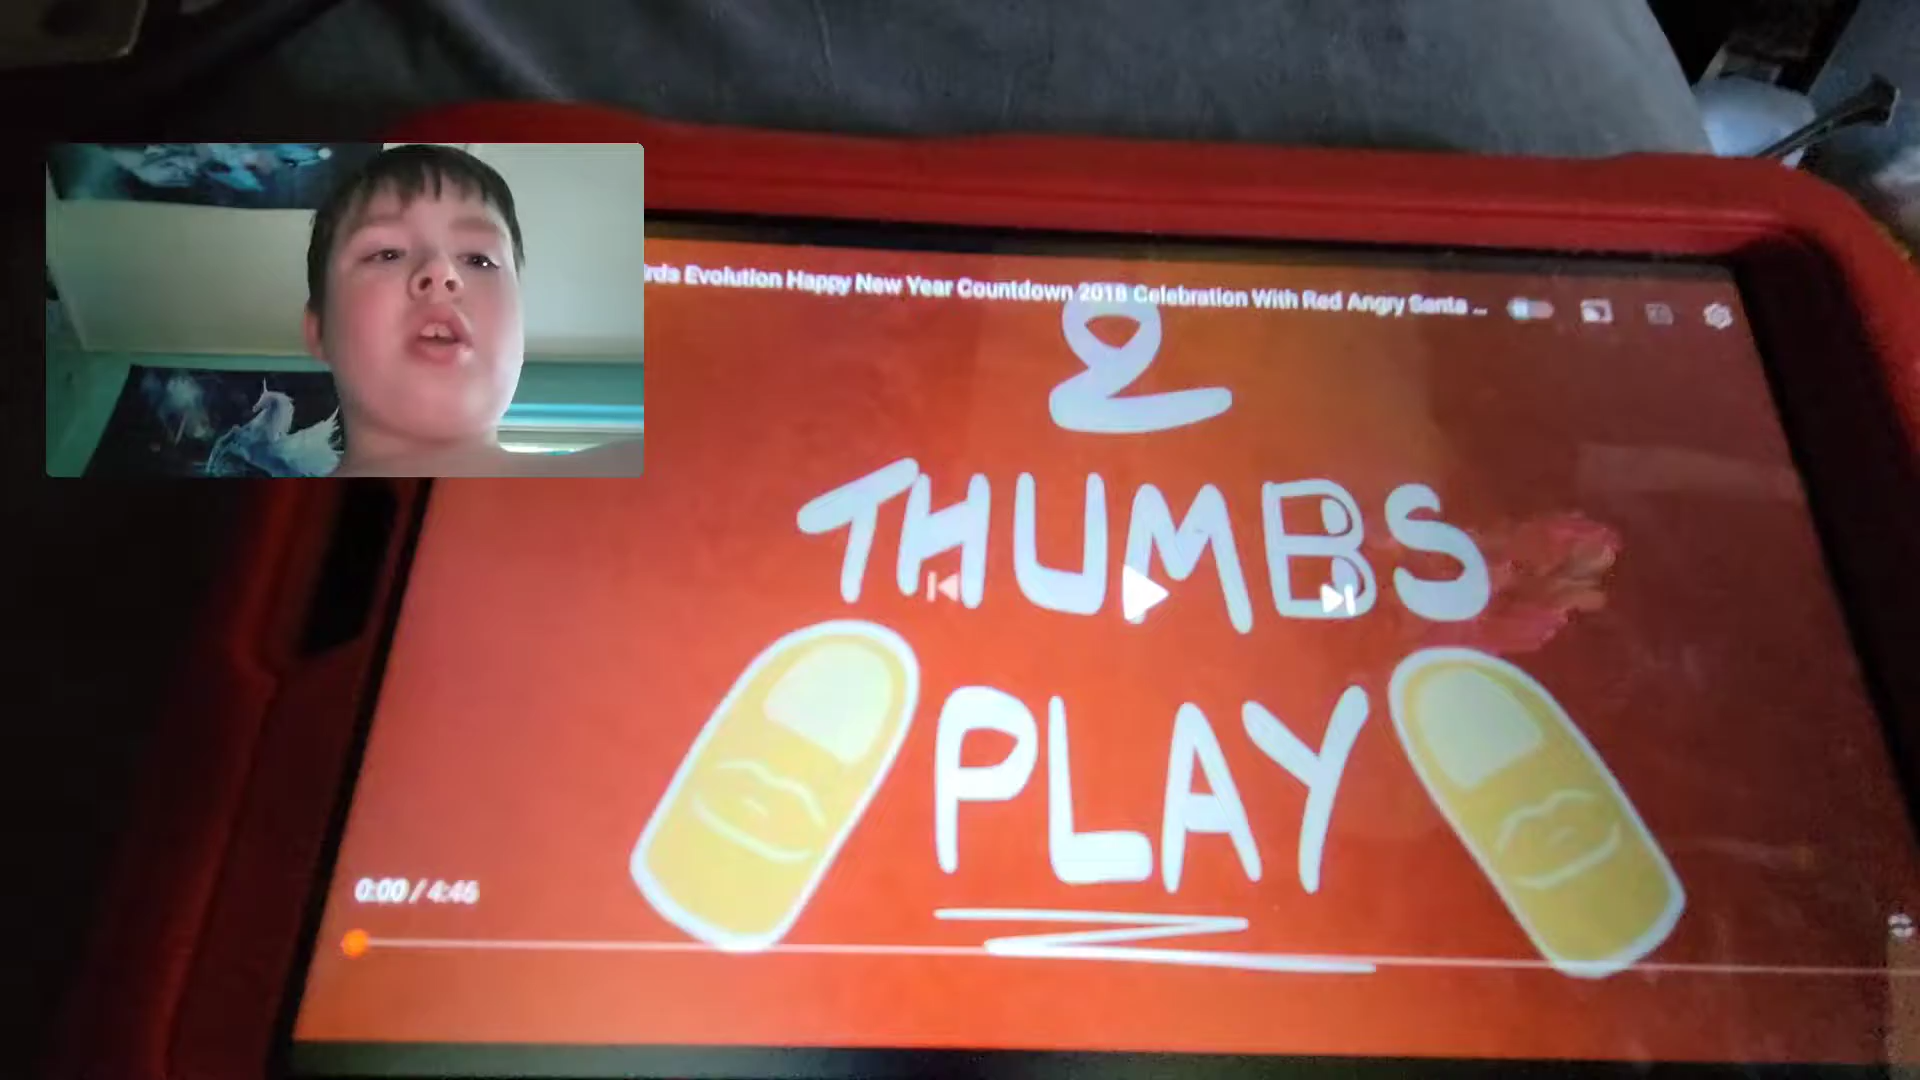 Evolution Happy New Year Countdown 2018 Celebration With Red Angry Santa ...
2
THUMBS
PLAY
0:00 / 4:46